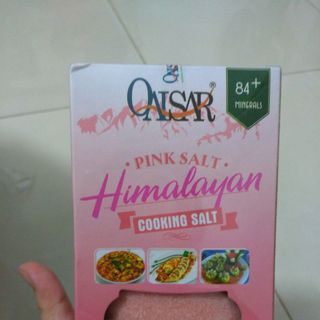 QAISAR®
84+
MINERALS
• PINK SALT •
Himalayan
COOKING SALT